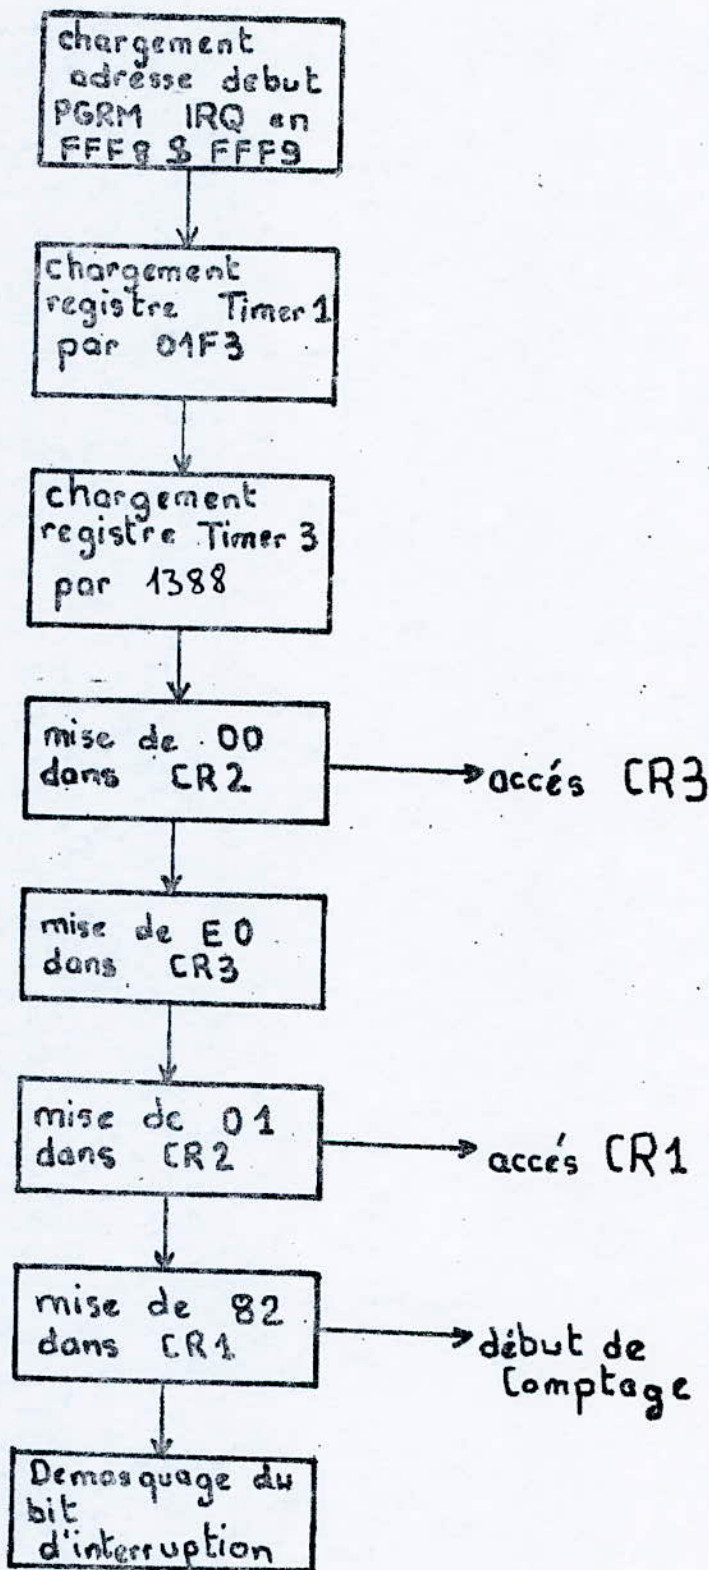 chargement
adresse debut
PGRM IRQ en
FFF8 & FFF9
chargement
registre Timer 1
par 01F3
chargement
registre Timer 3
par 1388
mise de 00
dans CR2
accés CR3
mise de E0
dans CR3
mise de 01
dans CR2
accés CR1
mise de 82
dans CR1
début de
Comptage
Demasquage du
bit
d'interruption